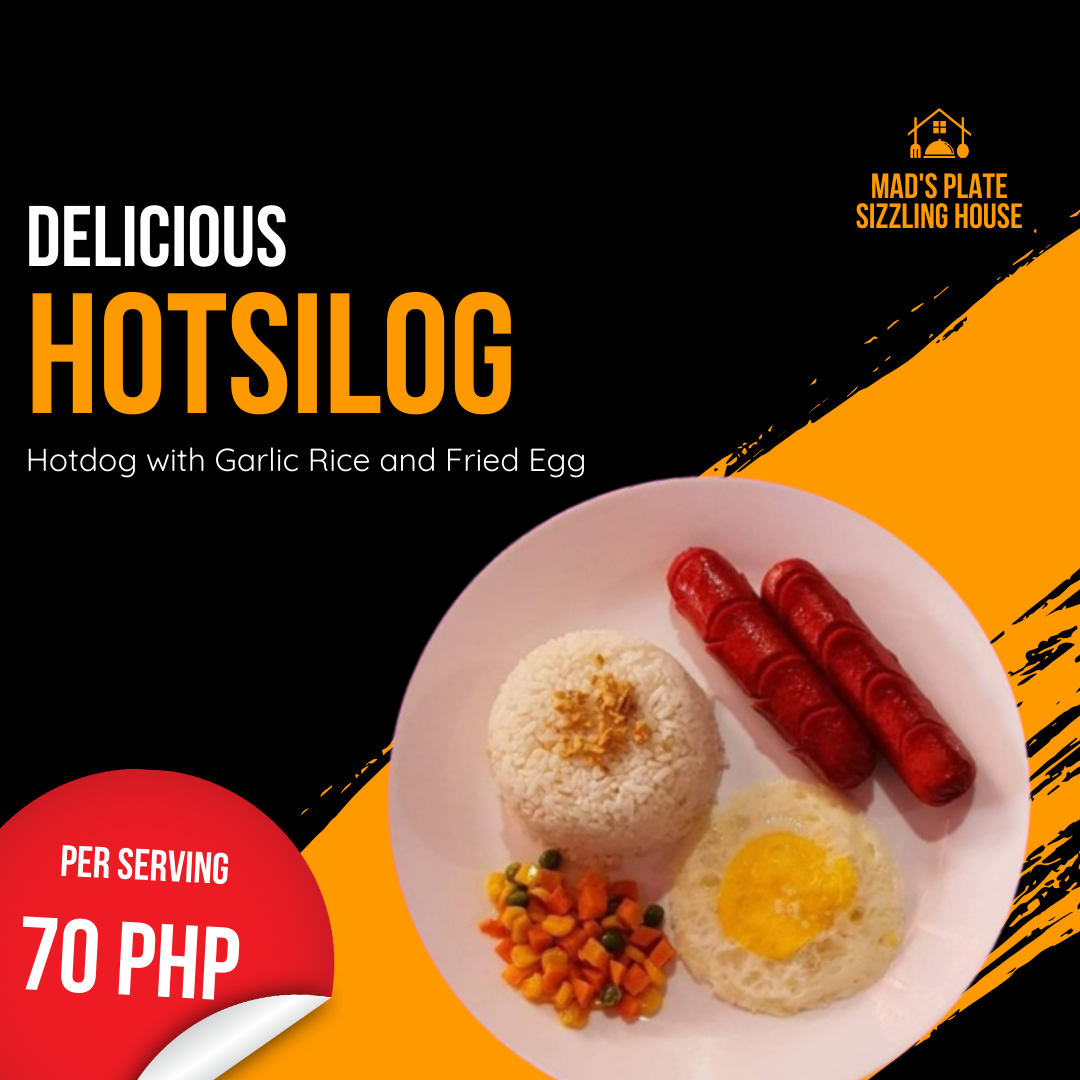 MAD'S PLATE
SIZZLING HOUSE
DELICIOUS
HOTSILOG
Hotdog with Garlic Rice and Fried Egg
PER SERVING
70 PHP